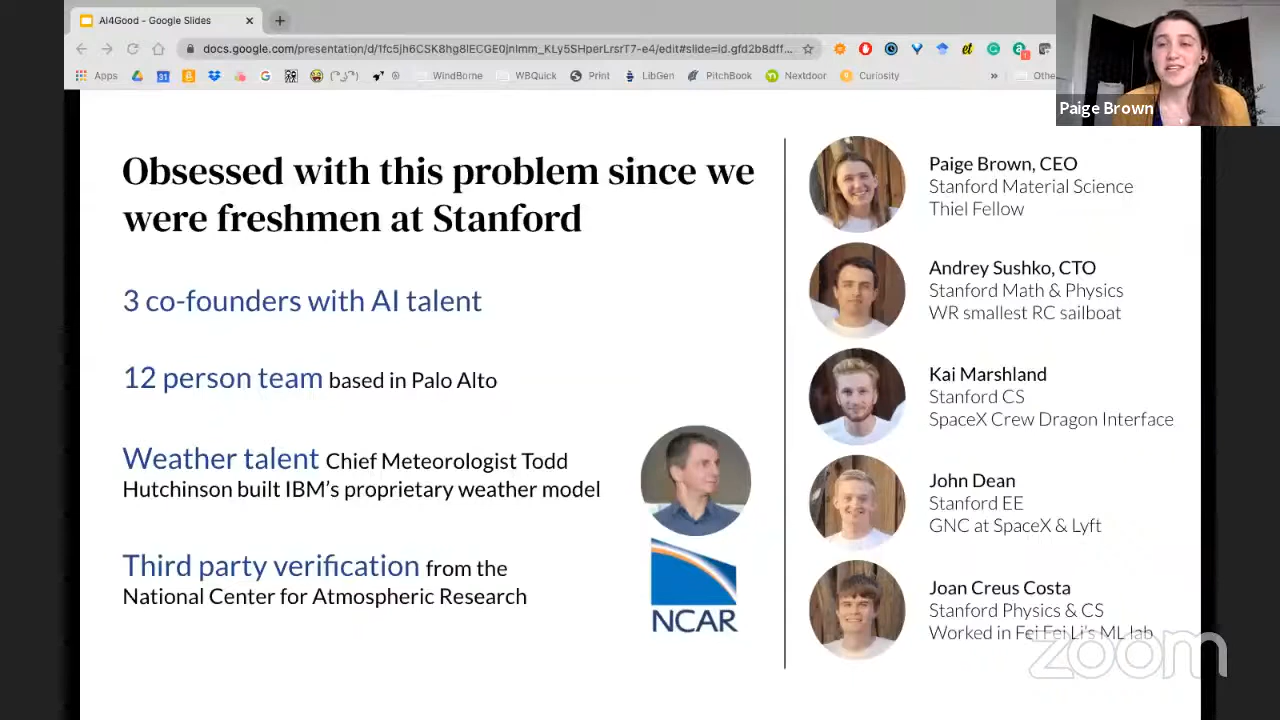 AI4Good - Google Slides
docs.google.com/presentation/d/1fc5jh6CSK8hg8lECGE0jnlmm_KLy5SHperLrsrT7-e4/edit#slide=id.gfd2b8dff...
Apps
WindBorne
WBQuick
Print
LibGen
PitchBook
Nextdoor
Curiosity
»
Othe
Paige Brown
Obsessed with this problem since we
were freshmen at Stanford
3 co-founders with AI talent
12 person team based in Palo Alto
Weather talent Chief Meteorologist Todd
Hutchinson built IBM's proprietary weather model
Third party verification from the
National Center for Atmospheric Research
NCAR
Paige Brown, CEO
Stanford Material Science
Thiel Fellow
Andrey Sushko, CTO
Stanford Math & Physics
WR smallest RC sailboat
Kai Marshland
Stanford CS
SpaceX Crew Dragon Interface
John Dean
Stanford EE
GNC at SpaceX & Lyft
Joan Creus Costa
Stanford Physics & CS
Worked in Fei Fei Li's ML lab
zoom